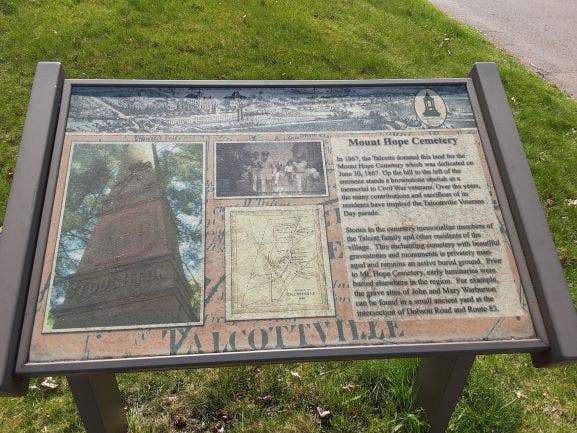 Mount Hope Cemetery
In 1867, the Talcotts donated this land for the
Mount Hope Cemetery which was dedicated on
June 30, 1867. Up the hill to the left of the
entrance stands a brownstone obelisk as a
memorial to Civil War veterans. Over the years,
the many contributions and sacrifices of its
residents have inspired the Talcottville Veterans
Day parade.
Stones in the cemetery memorialize members of
the Talcott family and other residents of the
village. This enchanting cemetery with beautiful
gravestones and memorials is privately man-
aged and remains an active burial ground. Prior
to Mt. Hope Cemetery, early luminaries were
buried elsewhere in the region. For example,
the grave sites of John and Mary Warburton
can be found in a small ancient yard at the
intersection of Dobson Road and Route 83.
TALCOTTVILLE
TALCOTTVILLE